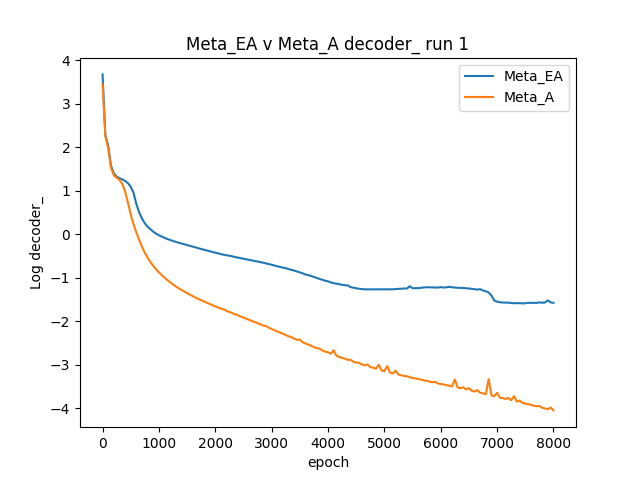 Meta_EA v Meta_A decoder_ run 1
Meta_EA
Meta_A
Log decoder_
4
3
2
1
0
−1
−2
−3
−4
0 1000 2000 3000 4000 5000 6000 7000 8000
epoch